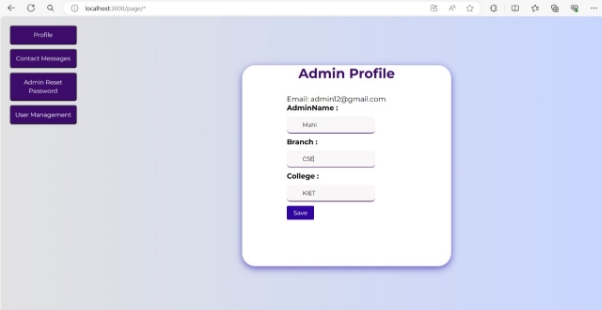 localhost:3000/page/*
Profile
Contact Messages
Admin Reset
Password
User Management
Admin Profile
Email: admin12@gmail.com
AdminName :
Mahi
Branch :
CSE
College :
KIET
Save